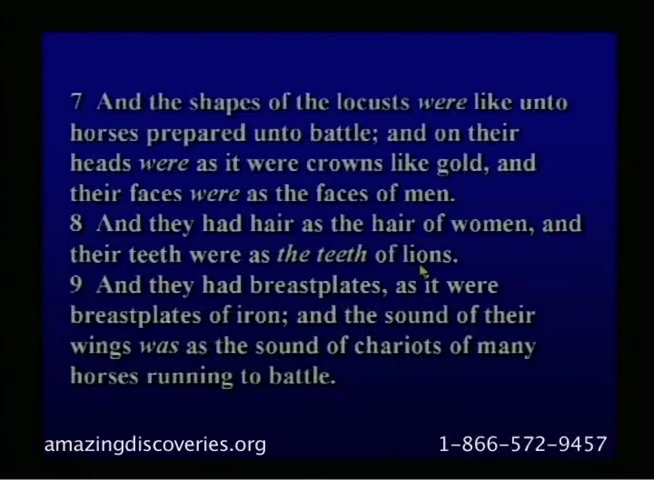 7 And the shapes of the locusts were like unto
horses prepared unto battle; and on their
heads were as it were crowns like gold, and
their faces were as the faces of men.
8 And they had hair as the hair of women, and
their teeth were as the teeth of lions.
9 And they had breastplates, as it were
breastplates of iron; and the sound of their
wings was as the sound of chariots of many
horses running to battle.
amazingdiscoveries.org 1-866-572-9457